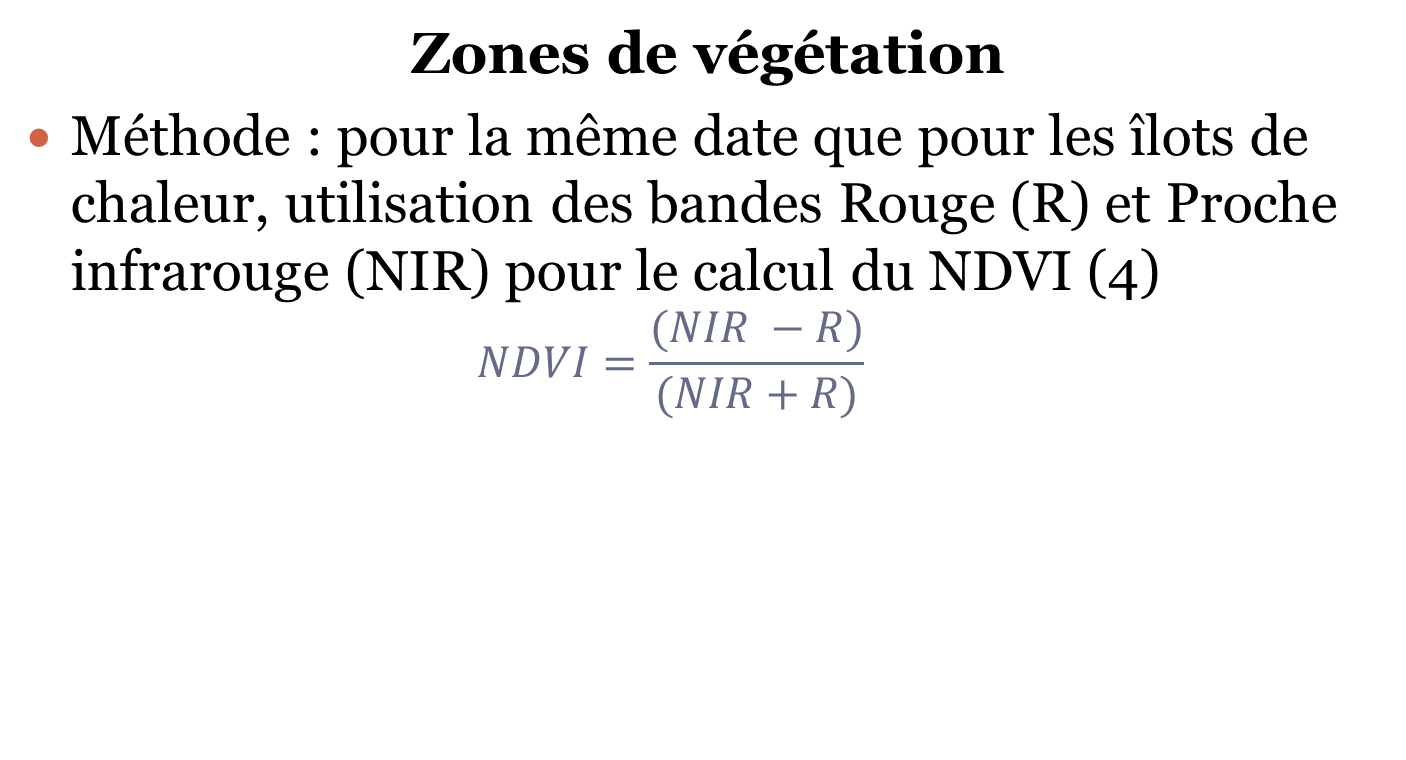 Zones de végétation
• Méthode : pour la même date que pour les îlots de
chaleur, utilisation des bandes Rouge (R) et Proche
infrarouge (NIR) pour le calcul du NDVI (4)
NDVI = (NIR − R) / (NIR + R)